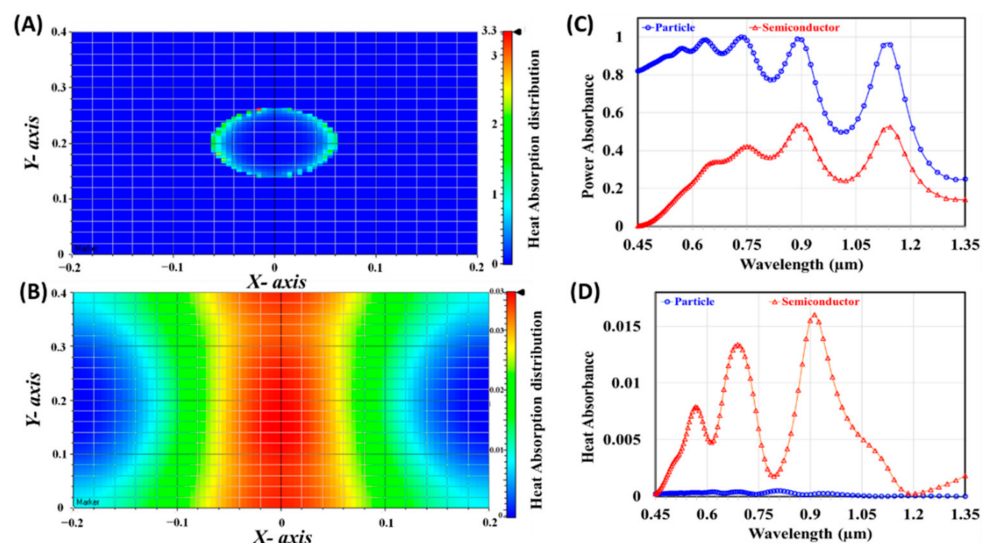 (A)
0.4
0.3
0.2
0.1
0
Y- axis
Marker
−0.2
−0.1
0
0.1
0.2
X- axis
3.3
3
2
1
0
Heat Absorption distribution
(B)
0.4
0.3
0.2
0.1
0
Y- axis
Marker
−0.2
−0.1
0
0.1
0.2
X- axis
0.03
0.01
Heat Absorption distribution
(C)
Particle
Semiconductor
1
0.8
0.6
0.4
0.2
0
Power Absorbance
0.45
0.6
0.75
0.9
1.05
1.2
1.35
Wavelength (µm)
(D)
Particle
Semiconductor
0.015
0.01
0.005
0
Heat Absorbance
0.45
0.6
0.75
0.9
1.05
1.2
1.35
Wavelength (µm)